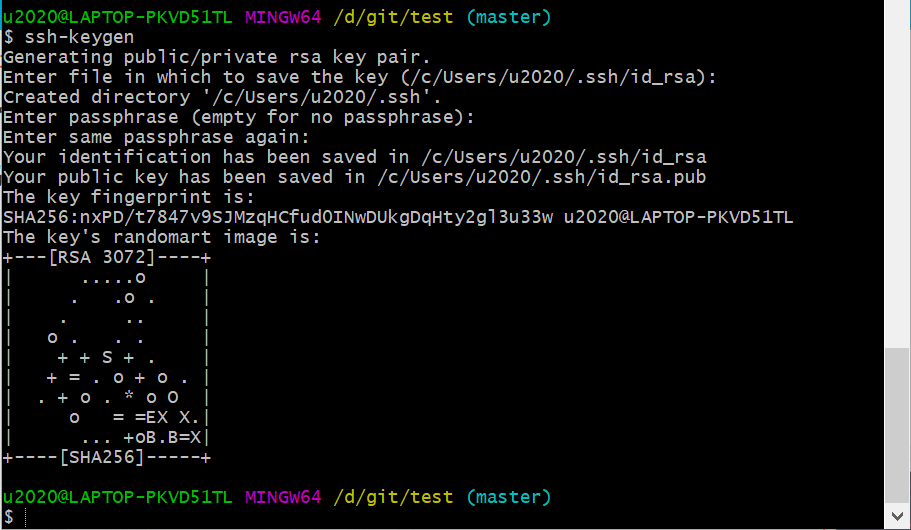 u2020@LAPTOP-PKVD51TL MINGW64 /d/git/test (master)
$ ssh-keygen
Generating public/private rsa key pair.
Enter file in which to save the key (/c/Users/u2020/.ssh/id_rsa):
Created directory '/c/Users/u2020/.ssh'.
Enter passphrase (empty for no passphrase):
Enter same passphrase again:
Your identification has been saved in /c/Users/u2020/.ssh/id_rsa
Your public key has been saved in /c/Users/u2020/.ssh/id_rsa.pub
The key fingerprint is:
SHA256:nxPD/t7847v9SJMzqHCfudOINwDUkgDqHty2gl3u33w u2020@LAPTOP-PKVD51TL
The key's randomart image is:
+---[RSA 3072]----+
|      .....o     |
|     .   .o .    |
|    .     ..     |
|   o .   . .     |
|    + + S + .    |
|   + = . o + o . |
|  . + o . * o O  |
|     o   = =EX X.|
|      ... +oB.B=X|
+----[SHA256]-----+
u2020@LAPTOP-PKVD51TL MINGW64 /d/git/test (master)
$